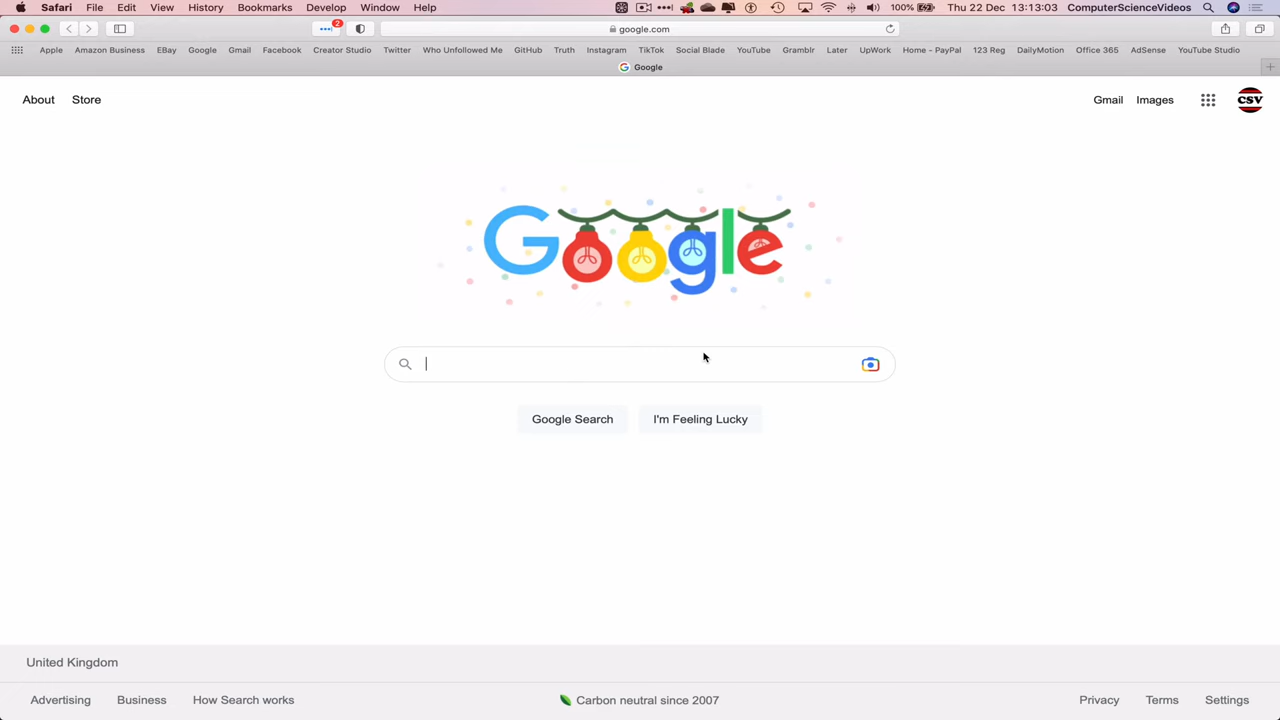 Safari File Edit View History Bookmarks Develop Window Help 100% Thu 22 Dec 13:13:03 ComputerScienceVideos
2 google.com
Apple Amazon Business EBay Google Gmail Facebook Creator Studio Twitter Who Unfollowed Me GitHub Truth Instagram TikTok Social Blade YouTube Gramblr Later UpWork Home - PayPal 123 Reg DailyMotion Office 365 AdSense YouTube Studio
Google
About Store Gmail Images CSV
Google
Google Search I'm Feeling Lucky
United Kingdom
Advertising Business How Search works Carbon neutral since 2007 Privacy Terms Settings